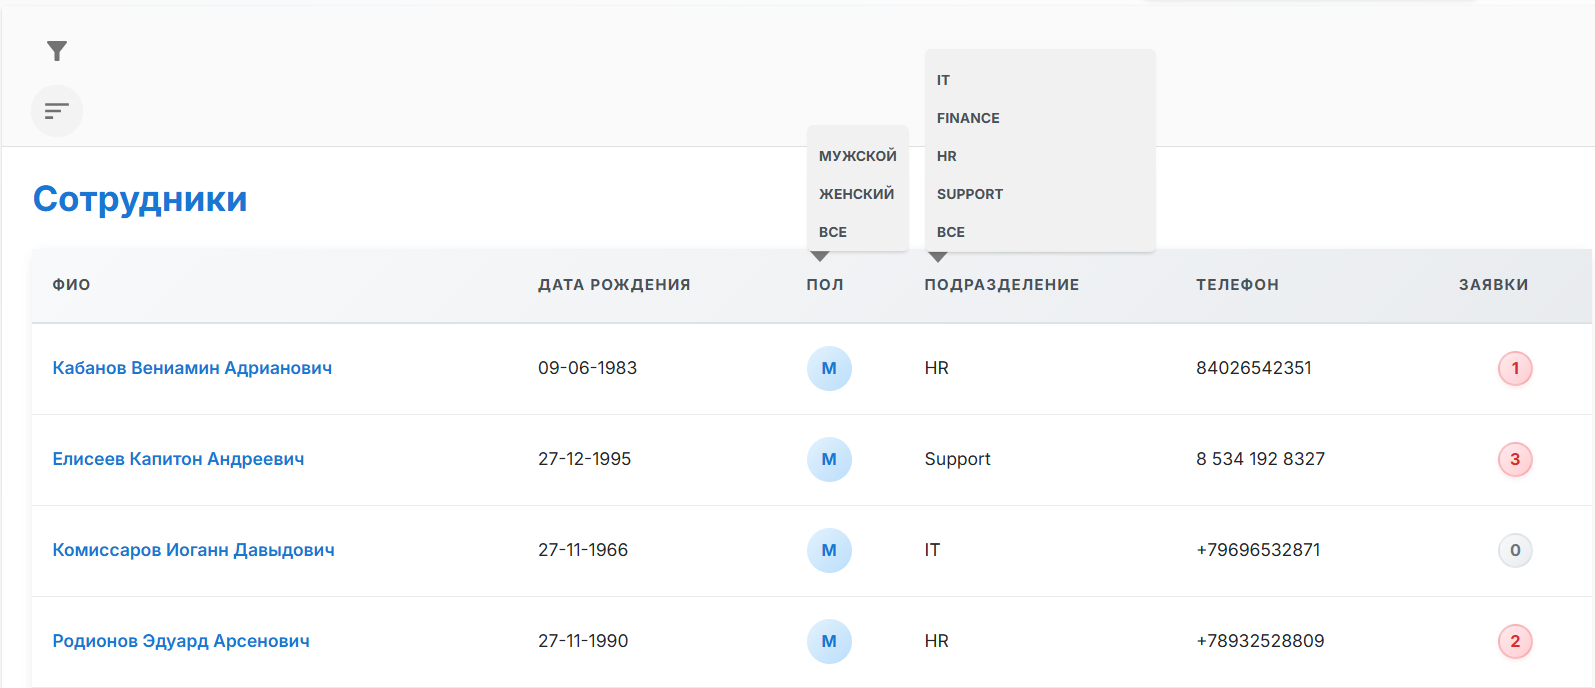 IT
FINANCE
HR
SUPPORT
ВСЕ
МУЖСКОЙ
ЖЕНСКИЙ
ВСЕ
Сотрудники
ФИО ДАТА РОЖДЕНИЯ ПОЛ ПОДРАЗДЕЛЕНИЕ ТЕЛЕФОН ЗАЯВКИ
Кабанов Вениамин Адрианович 09-06-1983 М HR 84026542351 1
Елисеев Капитон Андреевич 27-12-1995 М Support 8 534 192 8327 3
Комиссаров Иоганн Давыдович 27-11-1966 М IT +79696532871 0
Родионов Эдуард Арсенович 27-11-1990 М HR +78932528809 2